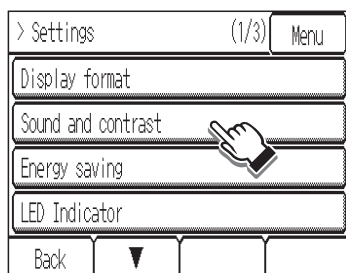 > Settings (1/3) Menu
Display format
Sound and contrast
Energy saving
LED Indicator
Back ▼